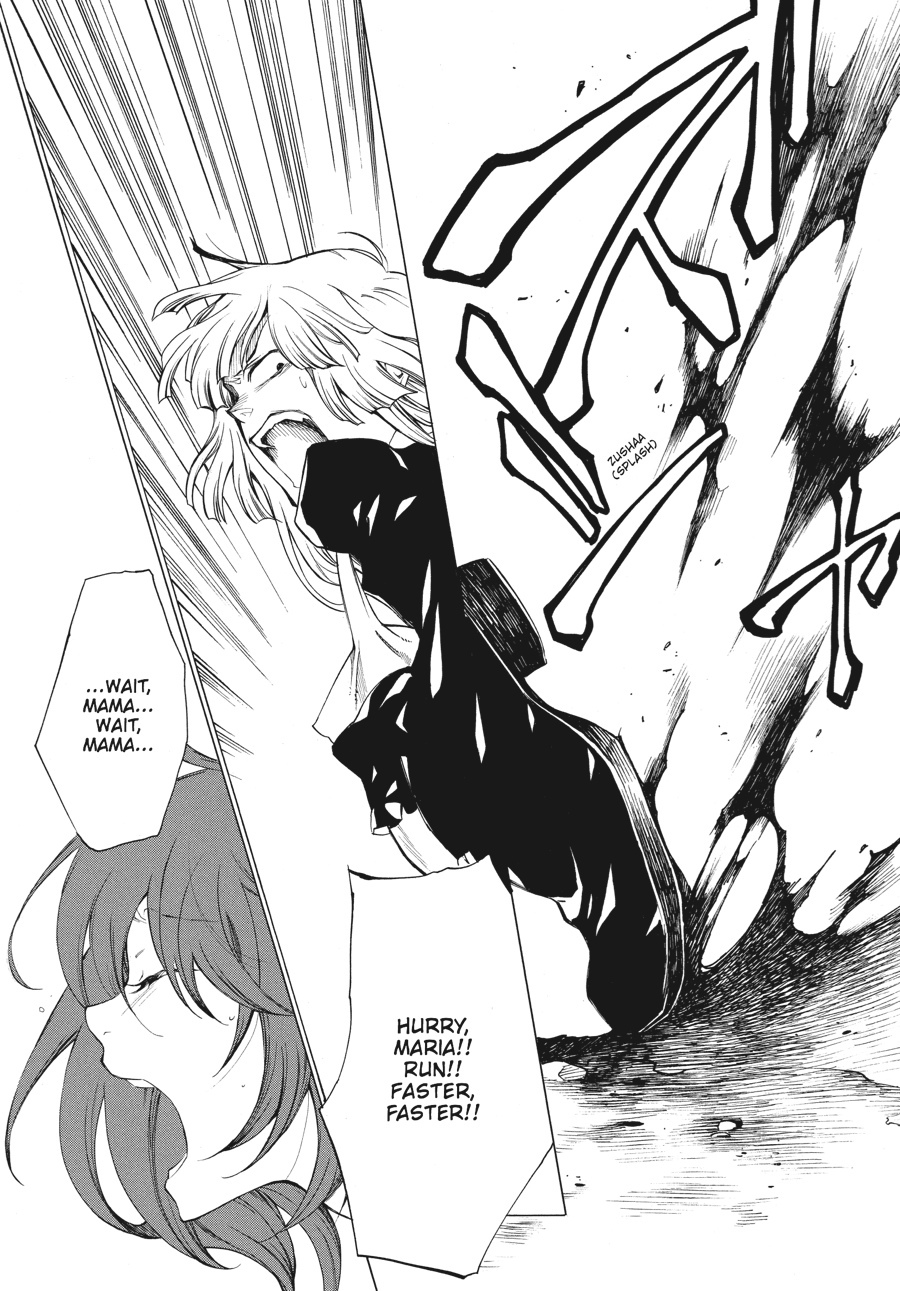 ZUSHAA
(SPLASH)
HURRY,
MARIA!!
RUN!!
FASTER,
FASTER!!
...WAIT,
MAMA...
WAIT,
MAMA...